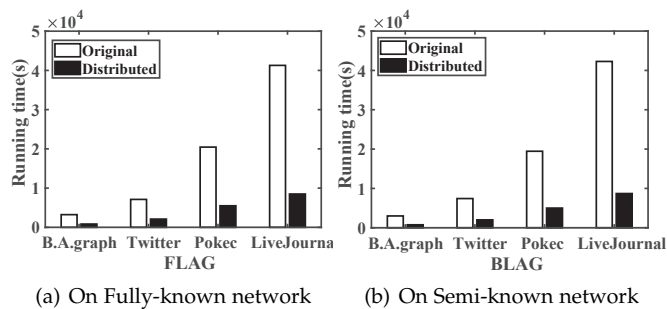 ×10⁴
5
4
3
2
1
0
Running time(s)
Original
Distributed
B.A.graph Twitter Pokec LiveJournal
FLAG
(a) On Fully-known network
×10⁴
5
4
3
2
1
0
Running time(s)
Original
Distributed
B.A.graph Twitter Pokec LiveJournal
BLAG
(b) On Semi-known network